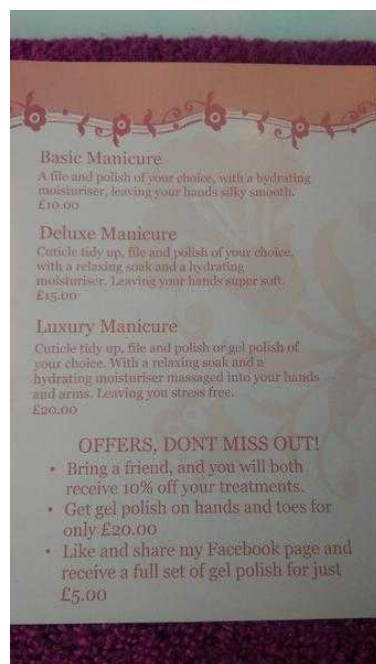 Basic Manicure
A file and polish of your choice, with a hydrating
moisturiser, leaving your hands silky smooth.
£10.00
Deluxe Manicure
Cuticle tidy up, file and polish of your choice,
with a relaxing soak and a hydrating
moisturiser. Leaving your hands super soft.
£15.00
Luxury Manicure
Cuticle tidy up, file and polish or gel polish of
your choice. With a relaxing soak and a
hydrating moisturiser massaged into your hands
and arms. Leaving you stress free.
£20.00
OFFERS, DONT MISS OUT!
• Bring a friend, and you will both
receive 10% off your treatments.
• Get gel polish on hands and toes for
only £20.00
• Like and share my Facebook page and
receive a full set of gel polish for just
£5.00